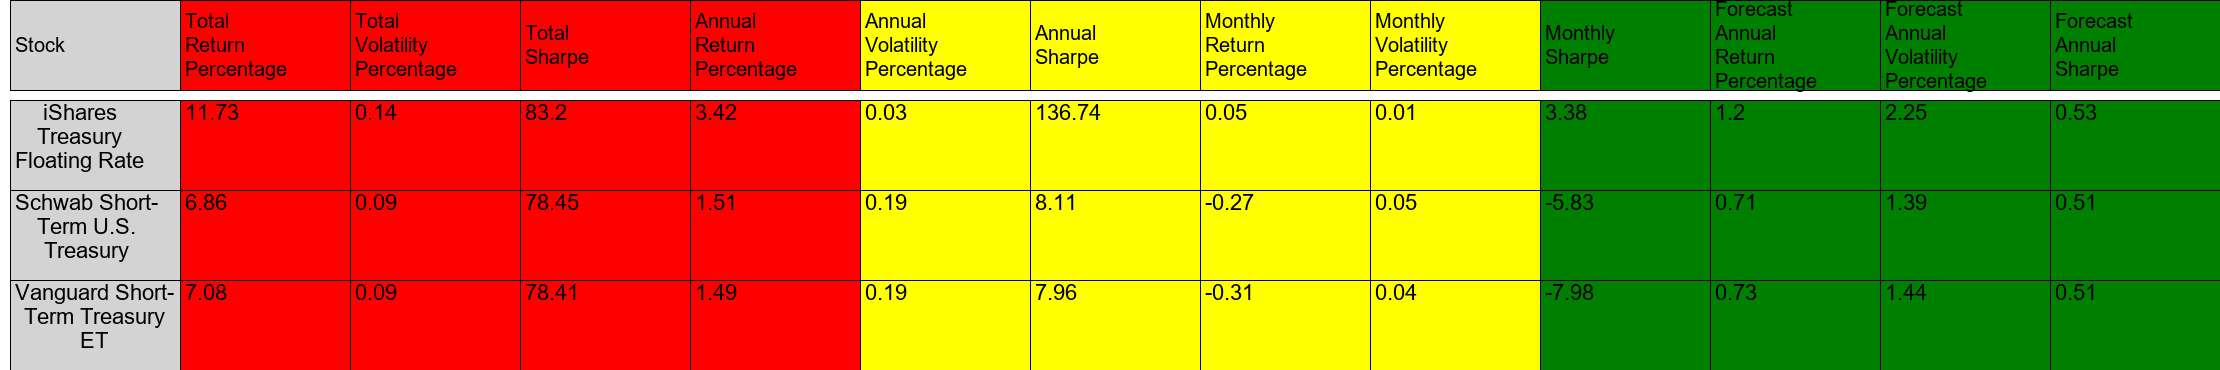 Stock
Total
Return
Percentage
Total
Volatility
Percentage
Total
Sharpe
Annual
Return
Percentage
Annual
Volatility
Percentage
Annual
Sharpe
Monthly
Return
Percentage
Monthly
Volatility
Percentage
Monthly
Sharpe
Forecast
Annual
Return
Percentage
Forecast
Annual
Volatility
Percentage
Forecast
Annual
Sharpe
iShares
Treasury
Floating Rate
11.73
0.14
83.2
3.42
0.03
136.74
0.05
0.01
3.38
1.2
2.25
0.53
Schwab Short-
Term U.S.
Treasury
6.86
0.09
78.45
1.51
0.19
8.11
-0.27
0.05
-5.83
0.71
1.39
0.51
Vanguard Short-
Term Treasury
ET
7.08
0.09
78.41
1.49
0.19
7.96
-0.31
0.04
-7.98
0.73
1.44
0.51